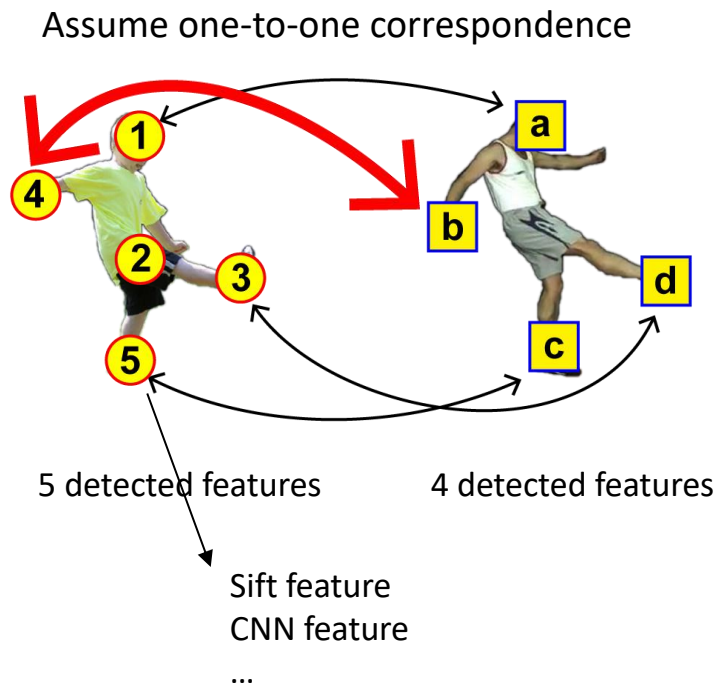 Assume one-to-one correspondence
1
a
4
b
2
3
d
5
c
5 detected features
4 detected features
Sift feature
CNN feature
...